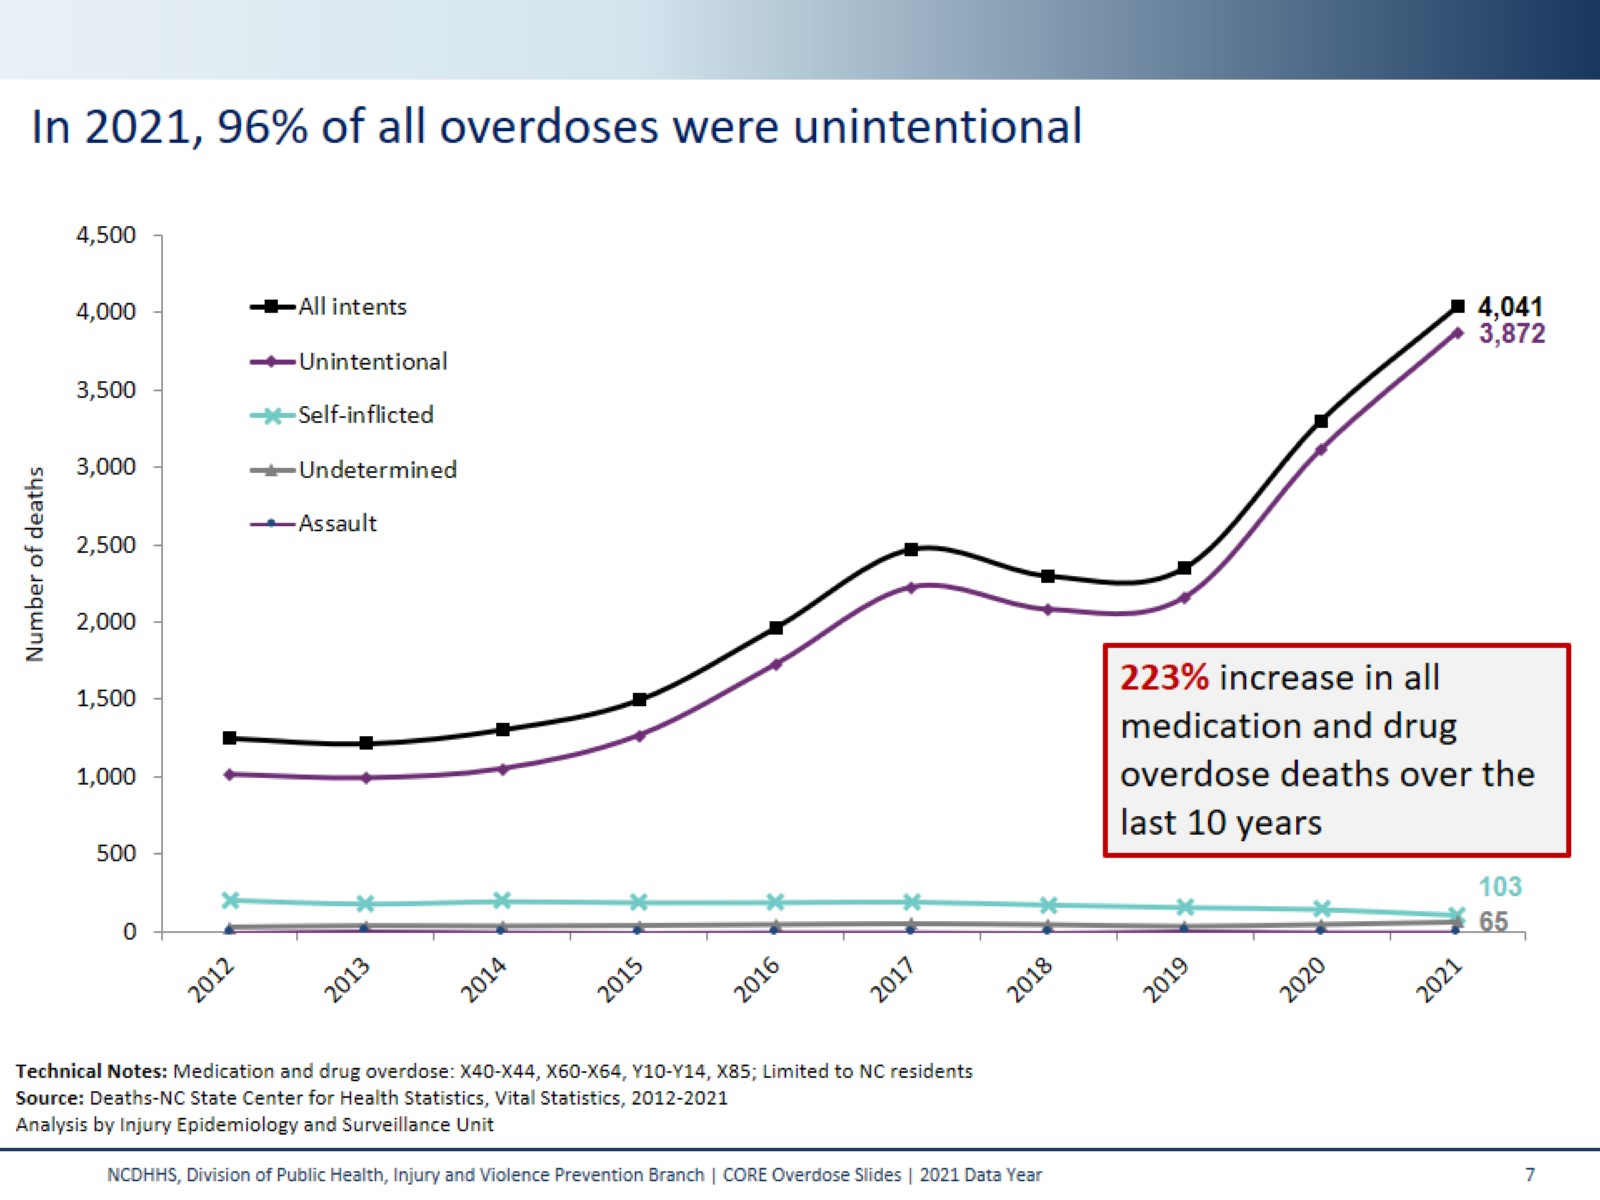 In 2021, 96% of all overdoses were unintentional
Number of deaths
4,500
4,000
3,500
3,000
2,500
2,000
1,500
1,000
500
0
All intents
Unintentional
Self-inflicted
Undetermined
Assault
4,041
3,872
223% increase in all
medication and drug
overdose deaths over the
last 10 years
103
65
2012
2013
2014
2015
2016
2017
2018
2019
2020
2021
Technical Notes: Medication and drug overdose: X40-X44, X60-X64, Y10-Y14, X85; Limited to NC residents
Source: Deaths-NC State Center for Health Statistics, Vital Statistics, 2012-2021
Analysis by Injury Epidemiology and Surveillance Unit
NCDHHS, Division of Public Health, Injury and Violence Prevention Branch | CORE Overdose Slides | 2021 Data Year
7